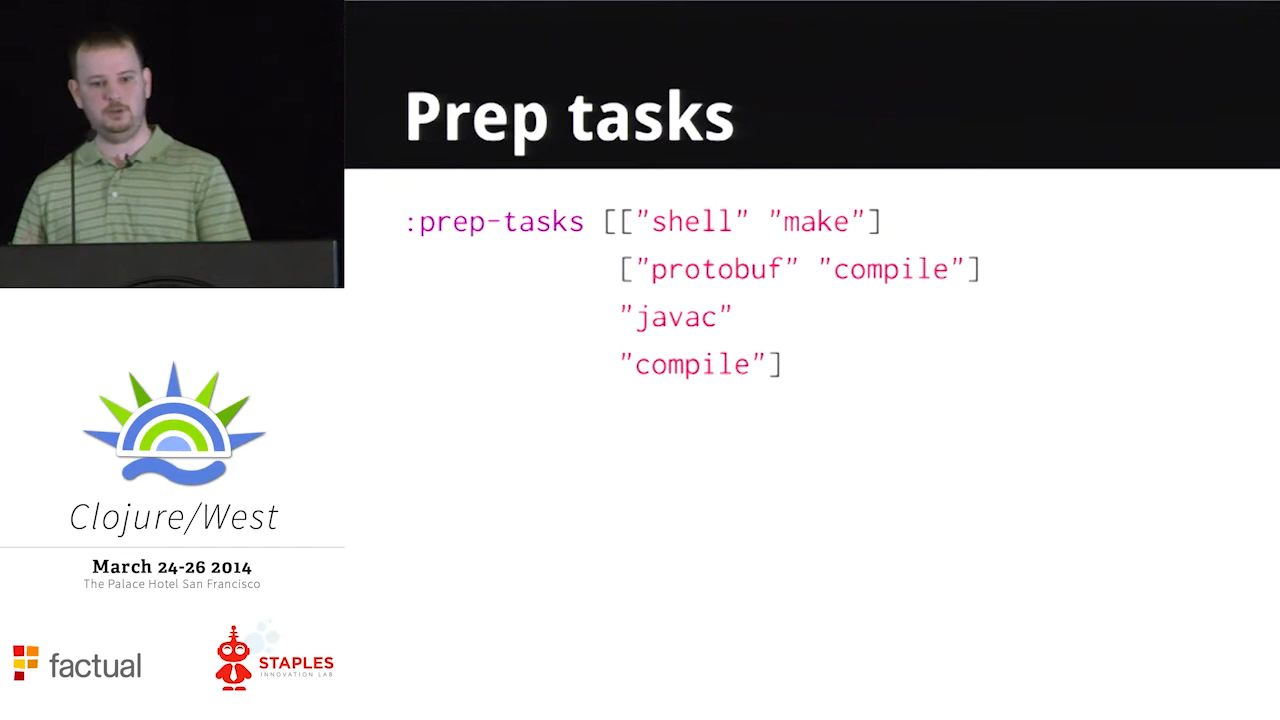 Prep tasks
:prep-tasks [["shell" "make"]
["protobuf" "compile"]
"javac"
"compile"]
Clojure/West
March 24-26 2014
The Palace Hotel San Francisco
factual
STAPLES
INNOVATION LAB